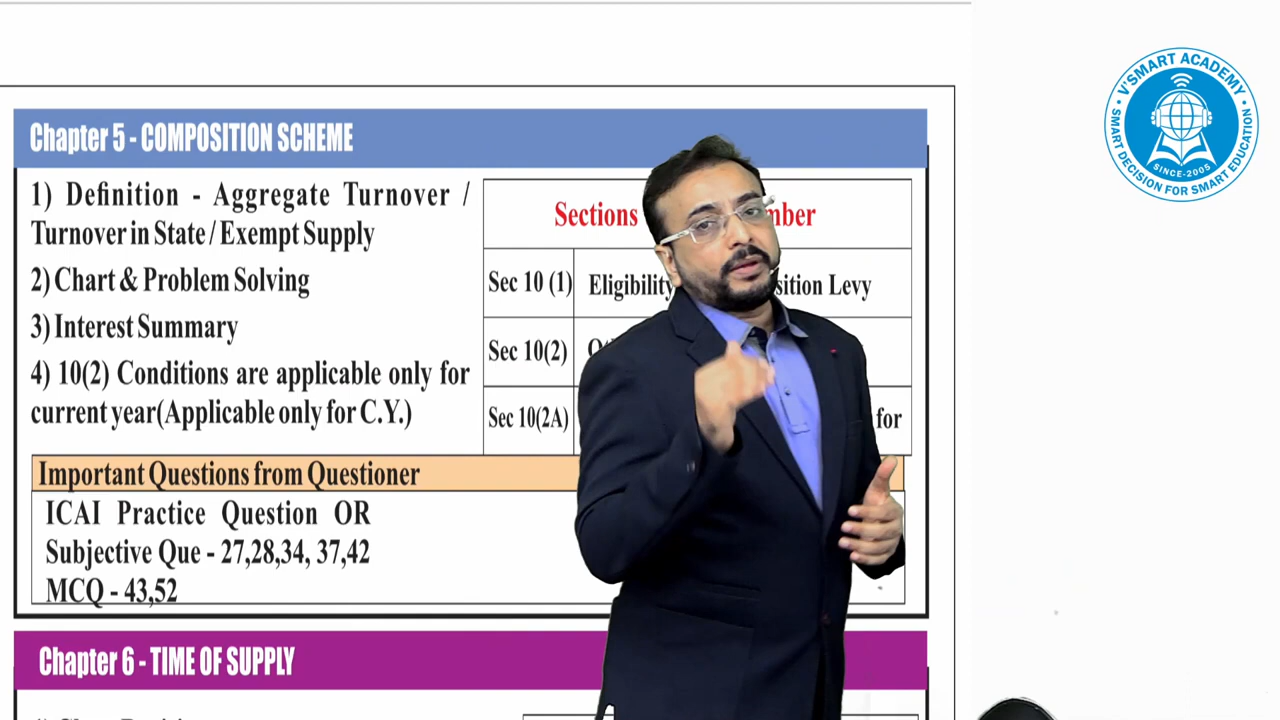 Chapter 5 - COMPOSITION SCHEME
1) Definition - Aggregate Turnover /
Turnover in State / Exempt Supply
2) Chart & Problem Solving
3) Interest Summary
4) 10(2) Conditions are applicable only for
current year(Applicable only for C.Y.)
Sections
Sec 10 (1) Eligibility Levy
Sec 10(2)
Sec 10(2A) for
Important Questions from Questioner
ICAI Practice Question OR
Subjective Que - 27,28,34, 37,42
MCQ - 43,52
Chapter 6 - TIME OF SUPPLY
V'SMART ACADEMY
SINCE-2005
SMART DECISION FOR SMART EDUCATION